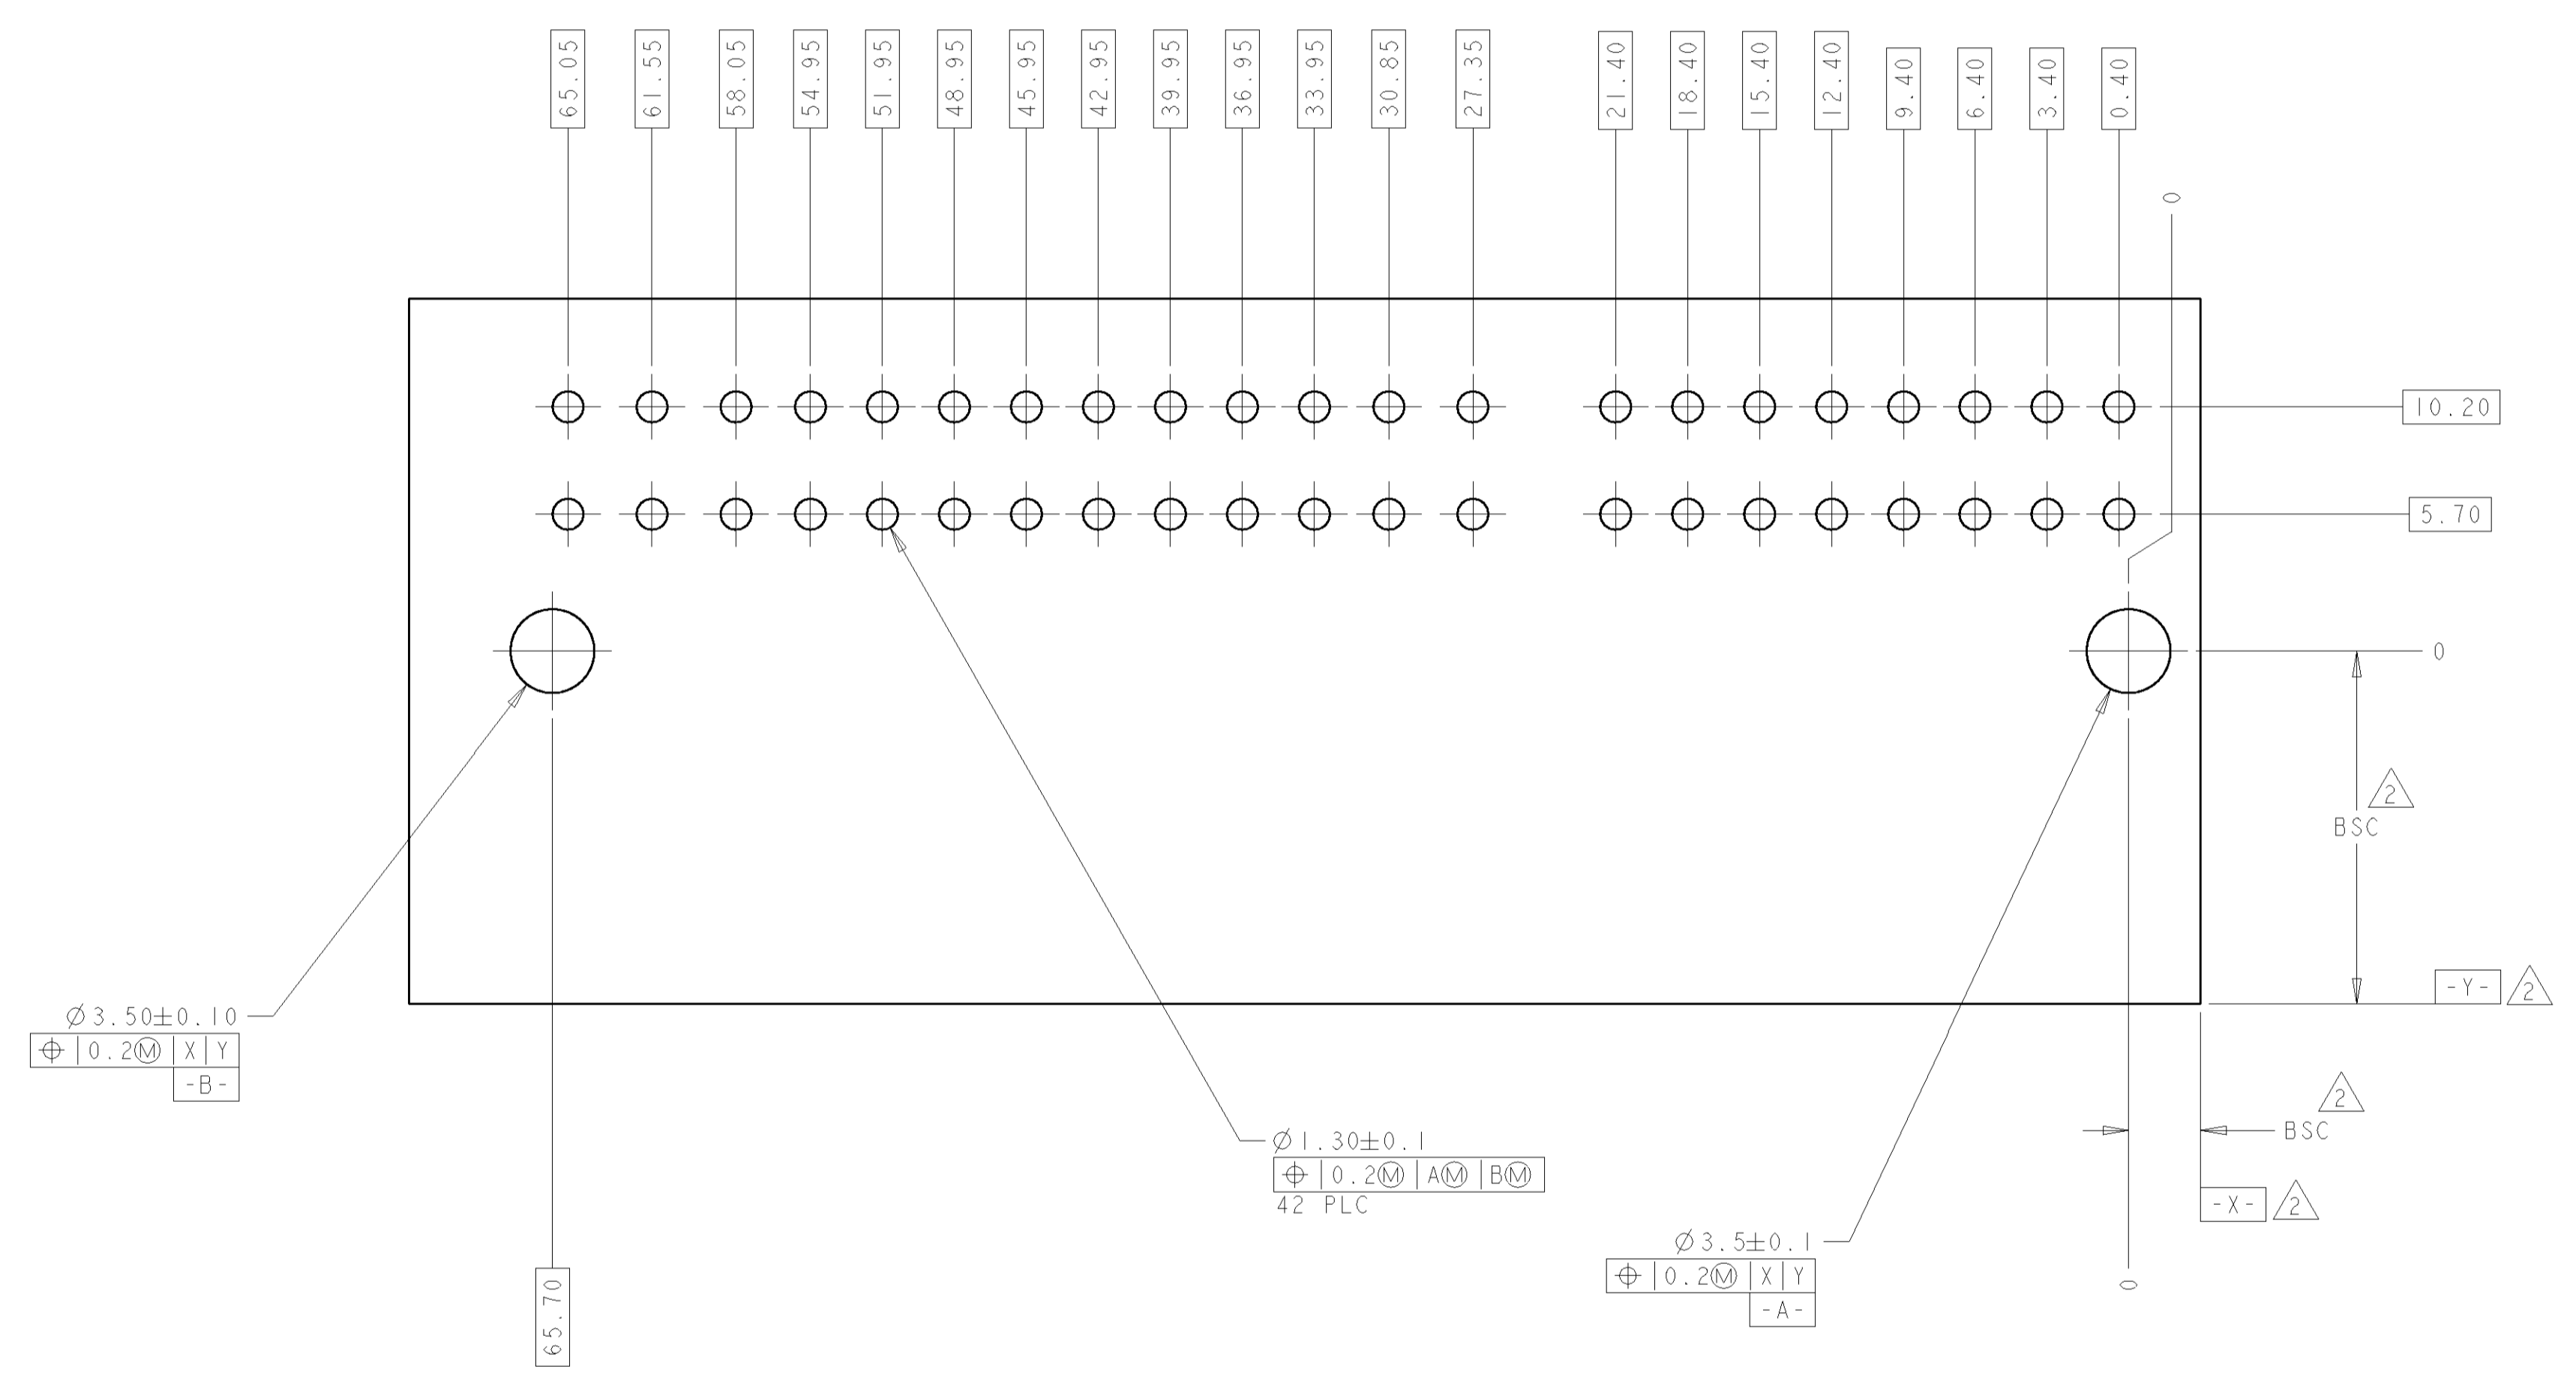 65.05
61.55
58.05
54.95
51.95
48.95
45.95
42.95
39.95
36.95
33.95
30.85
27.35
21.40
18.40
15.40
12.40
9.40
6.40
3.40
0.40
0
10.20
5.70
0
2
BSC
-Y- 2
Ø3.50±0.10
⌖ 0.2Ⓜ X Y
-B-
2
BSC
Ø1.30±0.1
⌖ 0.2Ⓜ AⓂ BⓂ
42 PLC
-X- 2
Ø3.5±0.1
⌖ 0.2Ⓜ X Y
-A-
0
65.70